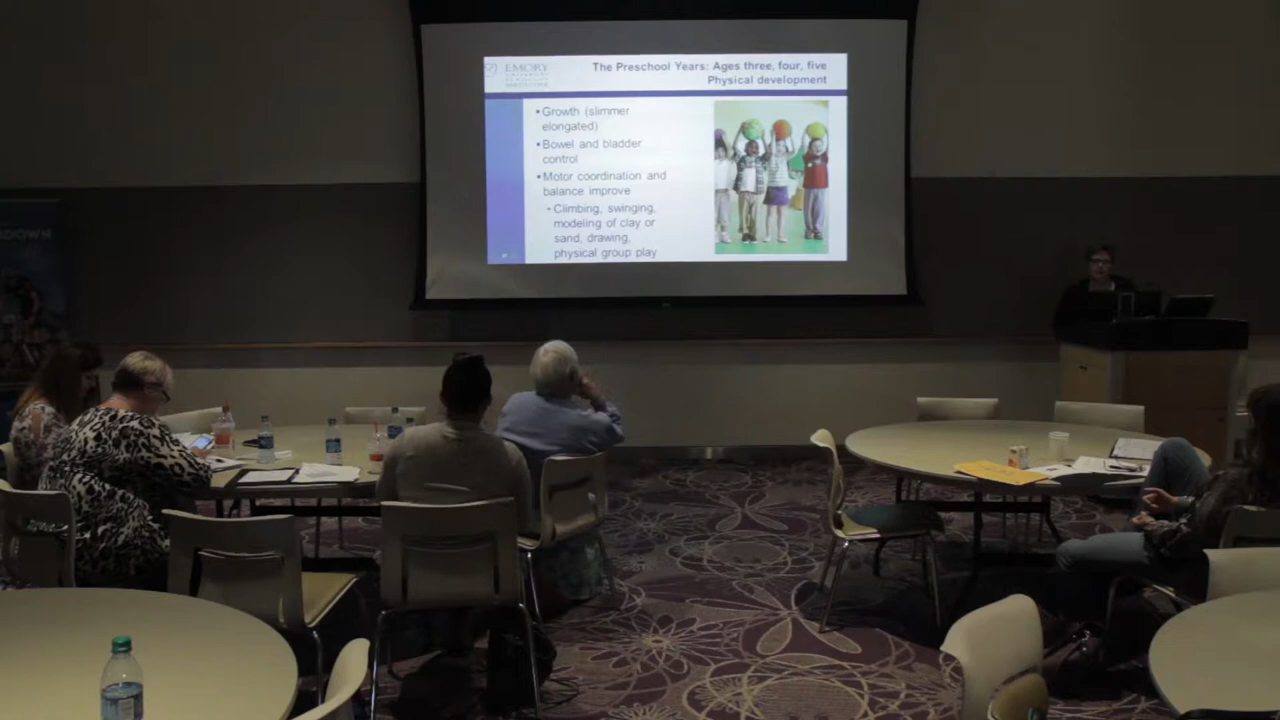 EMORY
The Preschool Years: Ages three, four, five
Physical development
▪Growth (slimmer
elongated)
▪Bowel and bladder
control
▪Motor coordination and
balance improve
▪Climbing, swinging,
modeling of clay or
sand, drawing,
physical group play
DOWN